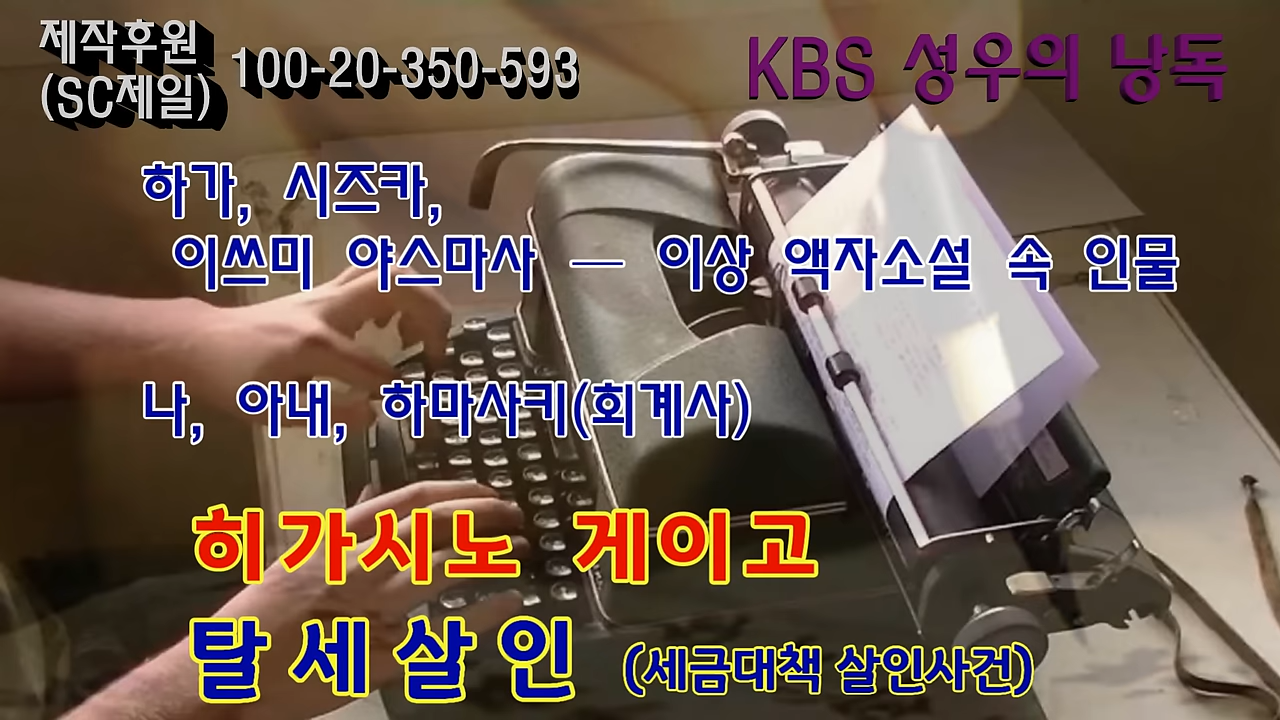 제작후원
(SC제일)
100-20-350-593
KBS 성우의 낭독
하가, 시즈카,
이쓰미 야스마사 — 이상 액자소설 속 인물
나, 아내, 하마사키(회계사)
히가시노 게이고
탈세살인 (세금대책 살인사건)